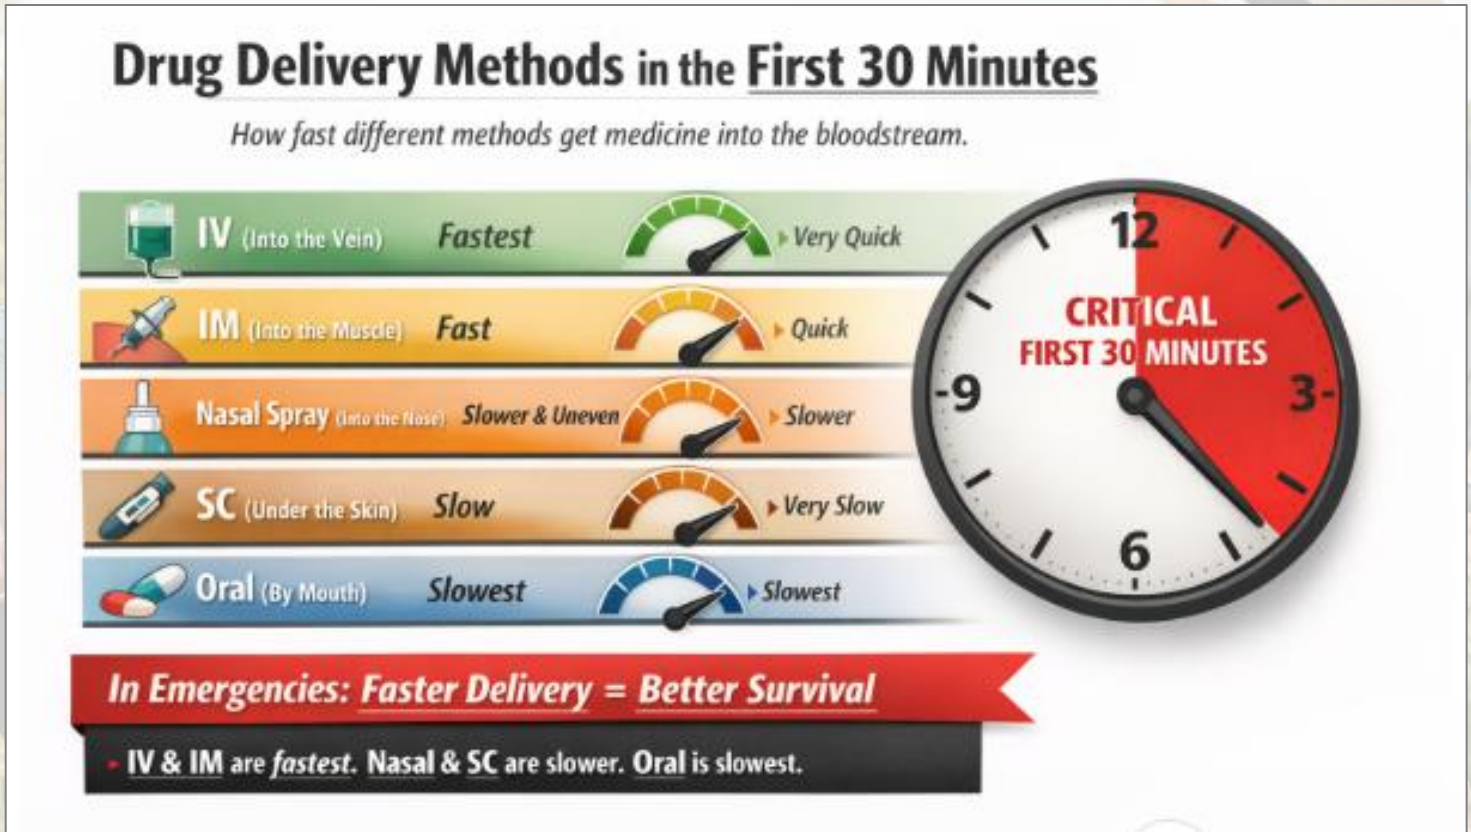 Drug Delivery Methods in the First 30 Minutes
How fast different methods get medicine into the bloodstream.
IV (Into the Vein) Fastest Very Quick
IM (Into the Muscle) Fast Quick
Nasal Spray (Into the Nose) Slower & Uneven Slower
SC (Under the Skin) Slow Very Slow
Oral (By Mouth) Slowest Slowest
12
CRITICAL
FIRST 30 MINUTES
9 3
6
In Emergencies: Faster Delivery = Better Survival
IV & IM are fastest. Nasal & SC are slower. Oral is slowest.